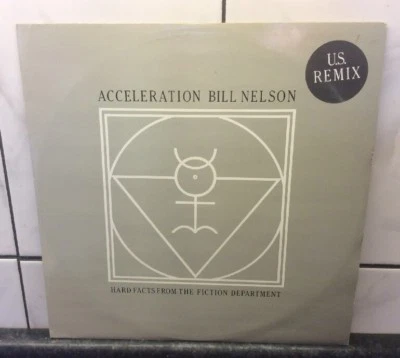 U.S.
REMIX
ACCELERATION BILL NELSON
HARD FACTS FROM THE FICTION DEPARTMENT